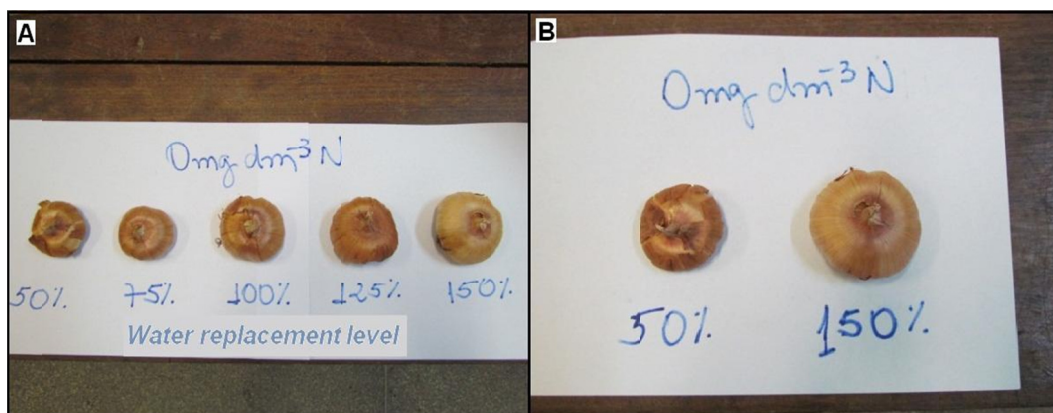 A
0mg dm⁻³ N
50% 75% 100% 125% 150%
Water replacement level
B
0mg dm⁻³ N
50% 150%